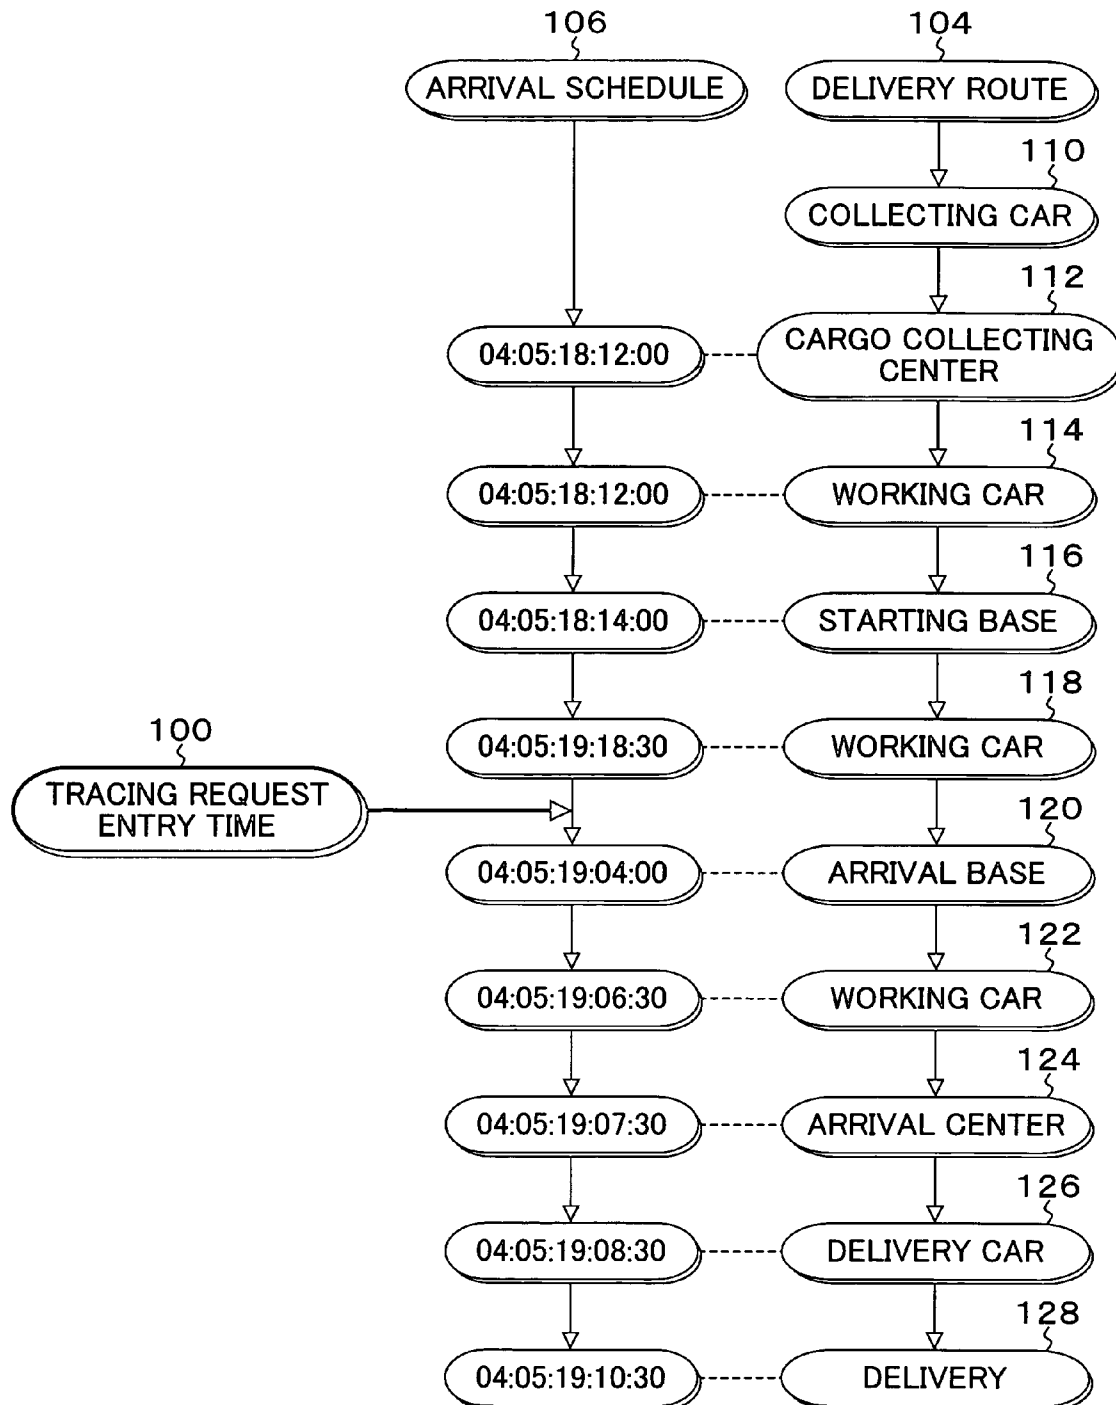 106
104
ARRIVAL SCHEDULE
DELIVERY ROUTE
110
COLLECTING CAR
112
04:05:18:12:00
CARGO COLLECTING
CENTER
114
04:05:18:12:00
WORKING CAR
116
04:05:18:14:00
STARTING BASE
118
04:05:19:18:30
WORKING CAR
100
TRACING REQUEST
ENTRY TIME
120
04:05:19:04:00
ARRIVAL BASE
122
04:05:19:06:30
WORKING CAR
124
04:05:19:07:30
ARRIVAL CENTER
126
04:05:19:08:30
DELIVERY CAR
128
04:05:19:10:30
DELIVERY